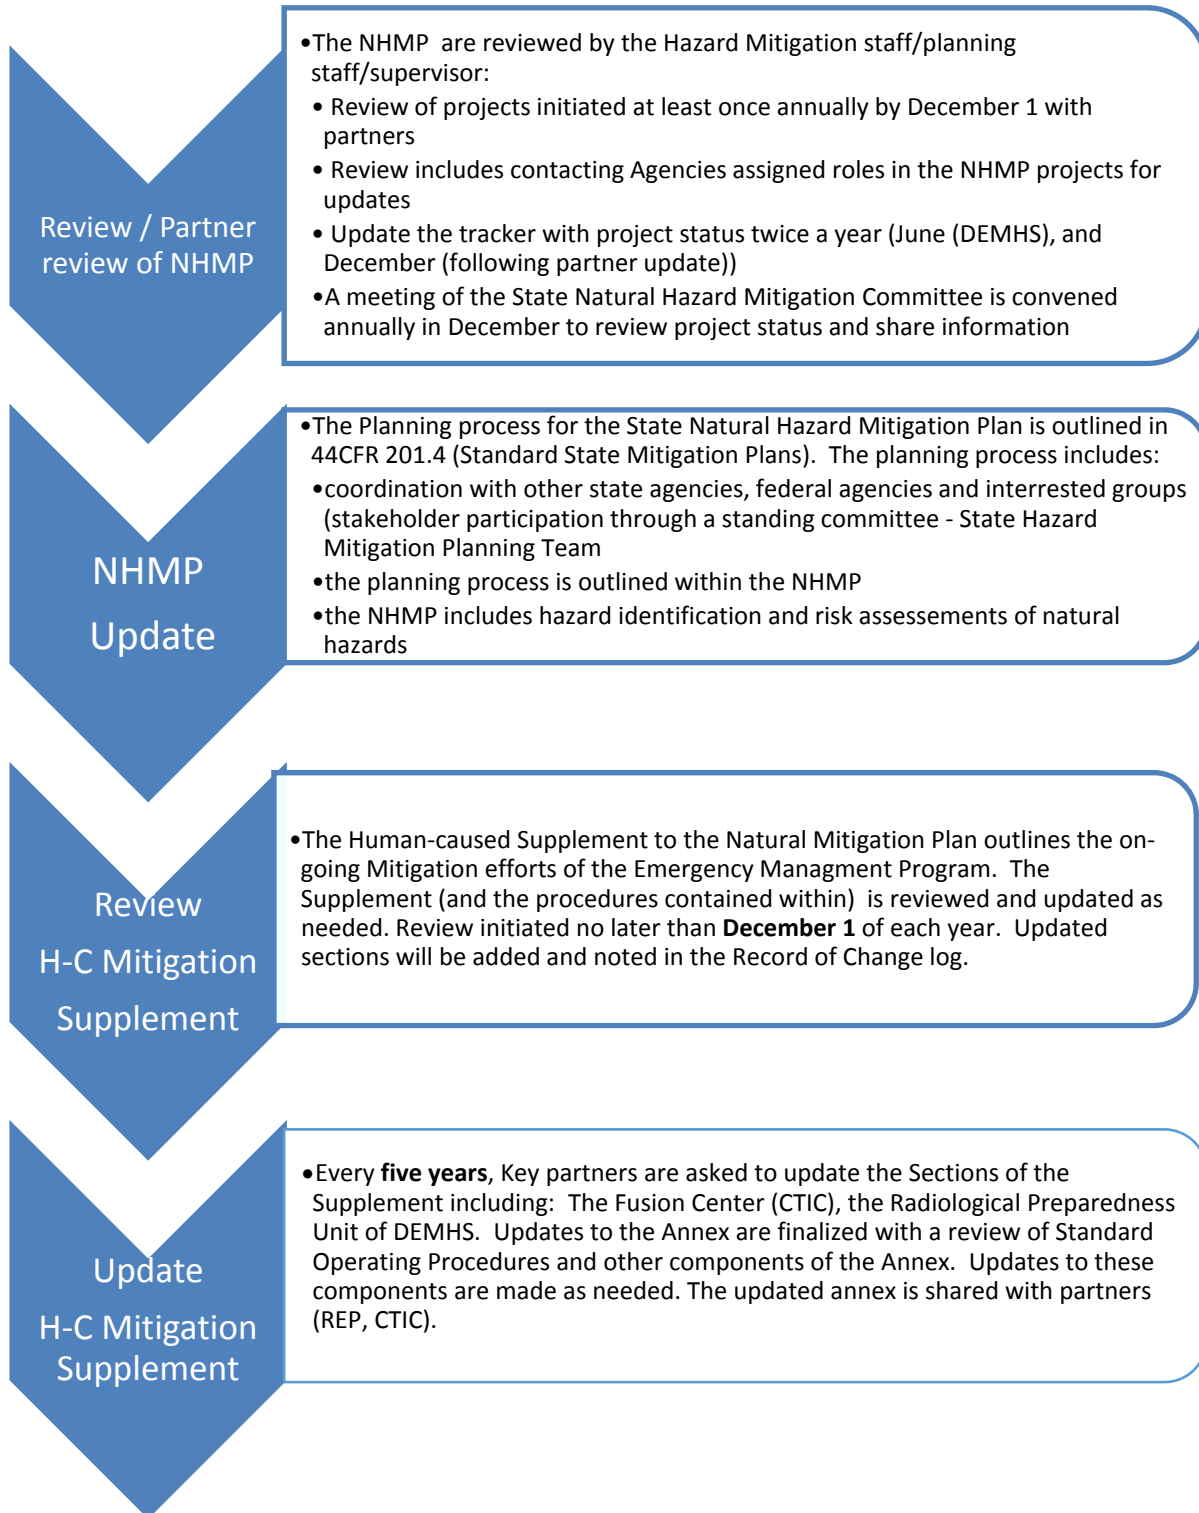 •The NHMP  are reviewed by the Hazard Mitigation staff/planning
staff/supervisor:
• Review of projects initiated at least once annually by December 1 with
partners
• Review includes contacting Agencies assigned roles in the NHMP projects for
updates
• Update the tracker with project status twice a year (June (DEMHS), and
December (following partner update))
•A meeting of the State Natural Hazard Mitigation Committee is convened
annually in December to review project status and share information
Review / Partner
review of NHMP
•The Planning process for the State Natural Hazard Mitigation Plan is outlined in
44CFR 201.4 (Standard State Mitigation Plans).  The planning process includes:
•coordination with other state agencies, federal agencies and interrested groups
(stakeholder participation through a standing committee - State Hazard
Mitigation Planning Team
•the planning process is outlined within the NHMP
•the NHMP includes hazard identification and risk assessements of natural
hazards
NHMP
Update
•The Human-caused Supplement to the Natural Mitigation Plan outlines the on-
going Mitigation efforts of the Emergency Managment Program.  The
Supplement (and the procedures contained within)  is reviewed and updated as
needed. Review initiated no later than December 1 of each year.  Updated
sections will be added and noted in the Record of Change log.
Review
H-C Mitigation
Supplement
•Every five years, Key partners are asked to update the Sections of the
Supplement including:  The Fusion Center (CTIC), the Radiological Preparedness
Unit of DEMHS.  Updates to the Annex are finalized with a review of Standard
Operating Procedures and other components of the Annex.  Updates to these
components are made as needed. The updated annex is shared with partners
(REP, CTIC).
Update
H-C Mitigation
Supplement